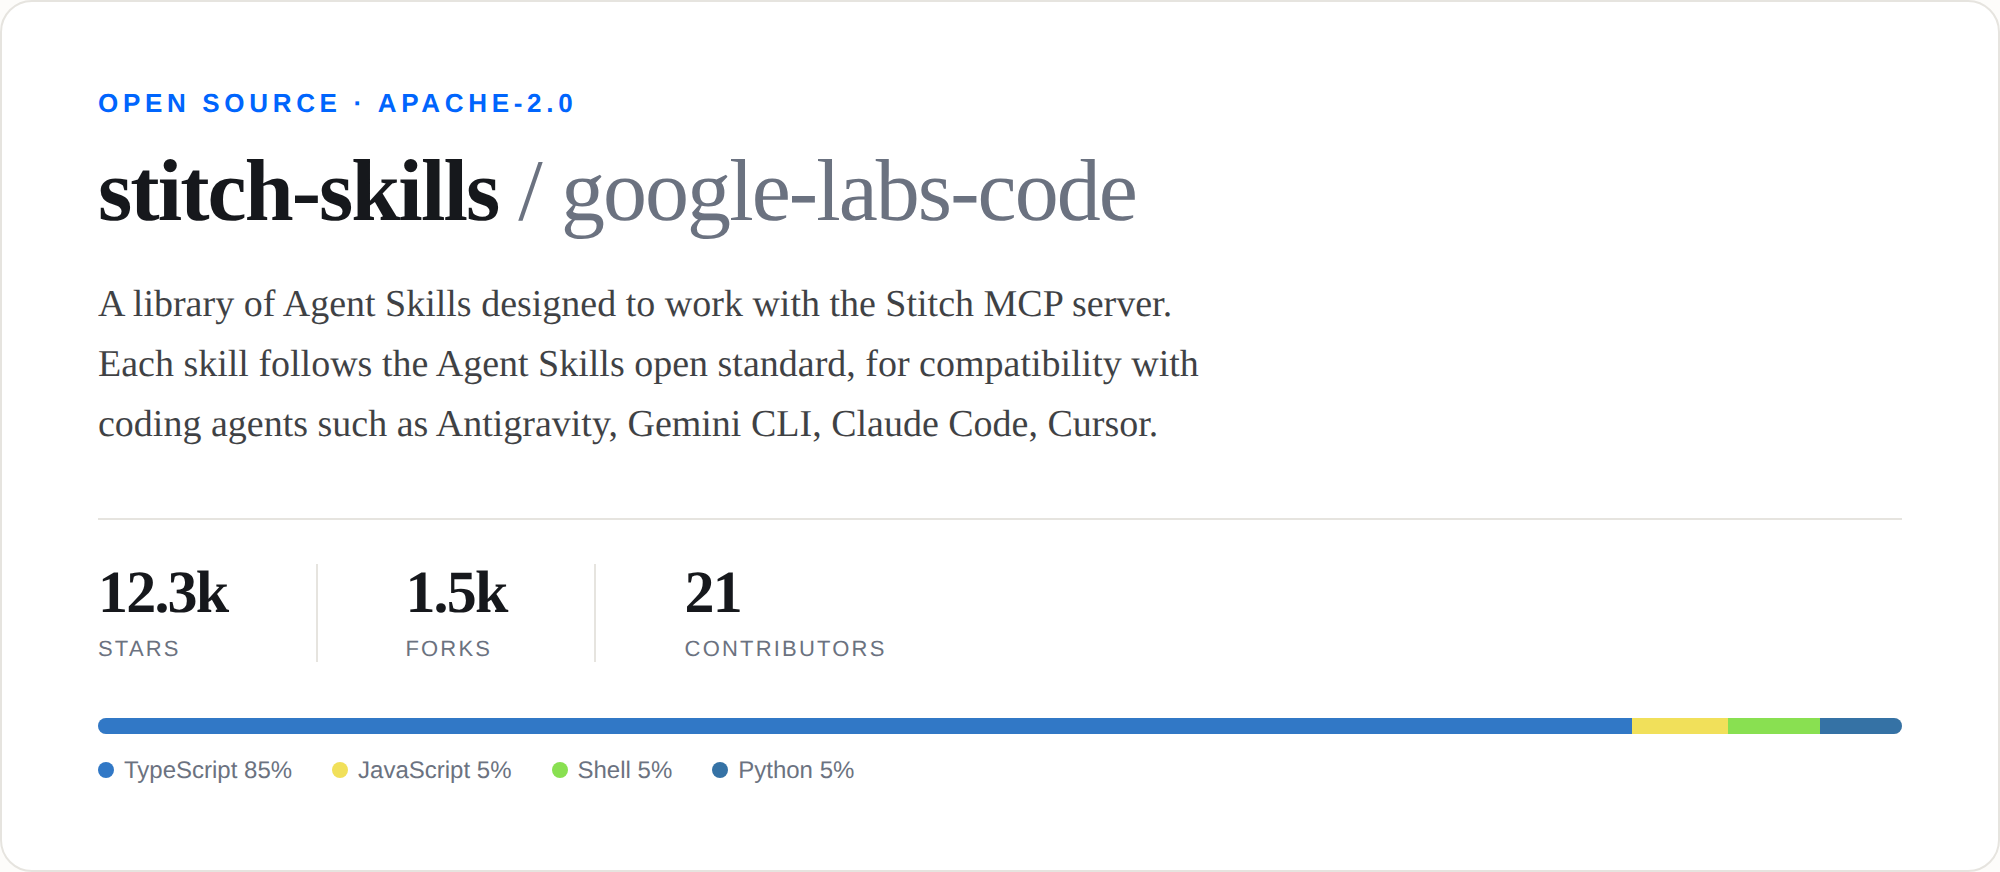 OPEN SOURCE · APACHE-2.0
stitch-skills / google-labs-code
A library of Agent Skills designed to work with the Stitch MCP server.
Each skill follows the Agent Skills open standard, for compatibility with
coding agents such as Antigravity, Gemini CLI, Claude Code, Cursor.
12.3k 1.5k 21
STARS FORKS CONTRIBUTORS
TypeScript 85% JavaScript 5% Shell 5% Python 5%